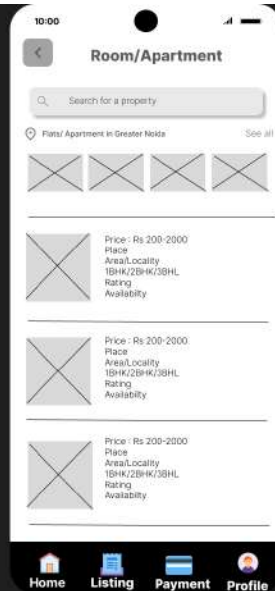 10:00
Room/Apartment
Search for a property
Flats/ Apartment in Greater Noida
See all
Price : Rs 200-2000
Place
Area/Locality
1BHK/2BHK/3BHL
Rating
Availabilty
Price : Rs 200-2000
Place
Area/Locality
1BHK/2BHK/3BHL
Rating
Availabilty
Price : Rs 200-2000
Place
Area/Locality
1BHK/2BHK/3BHL
Rating
Availabilty
Home Listing Payment Profile